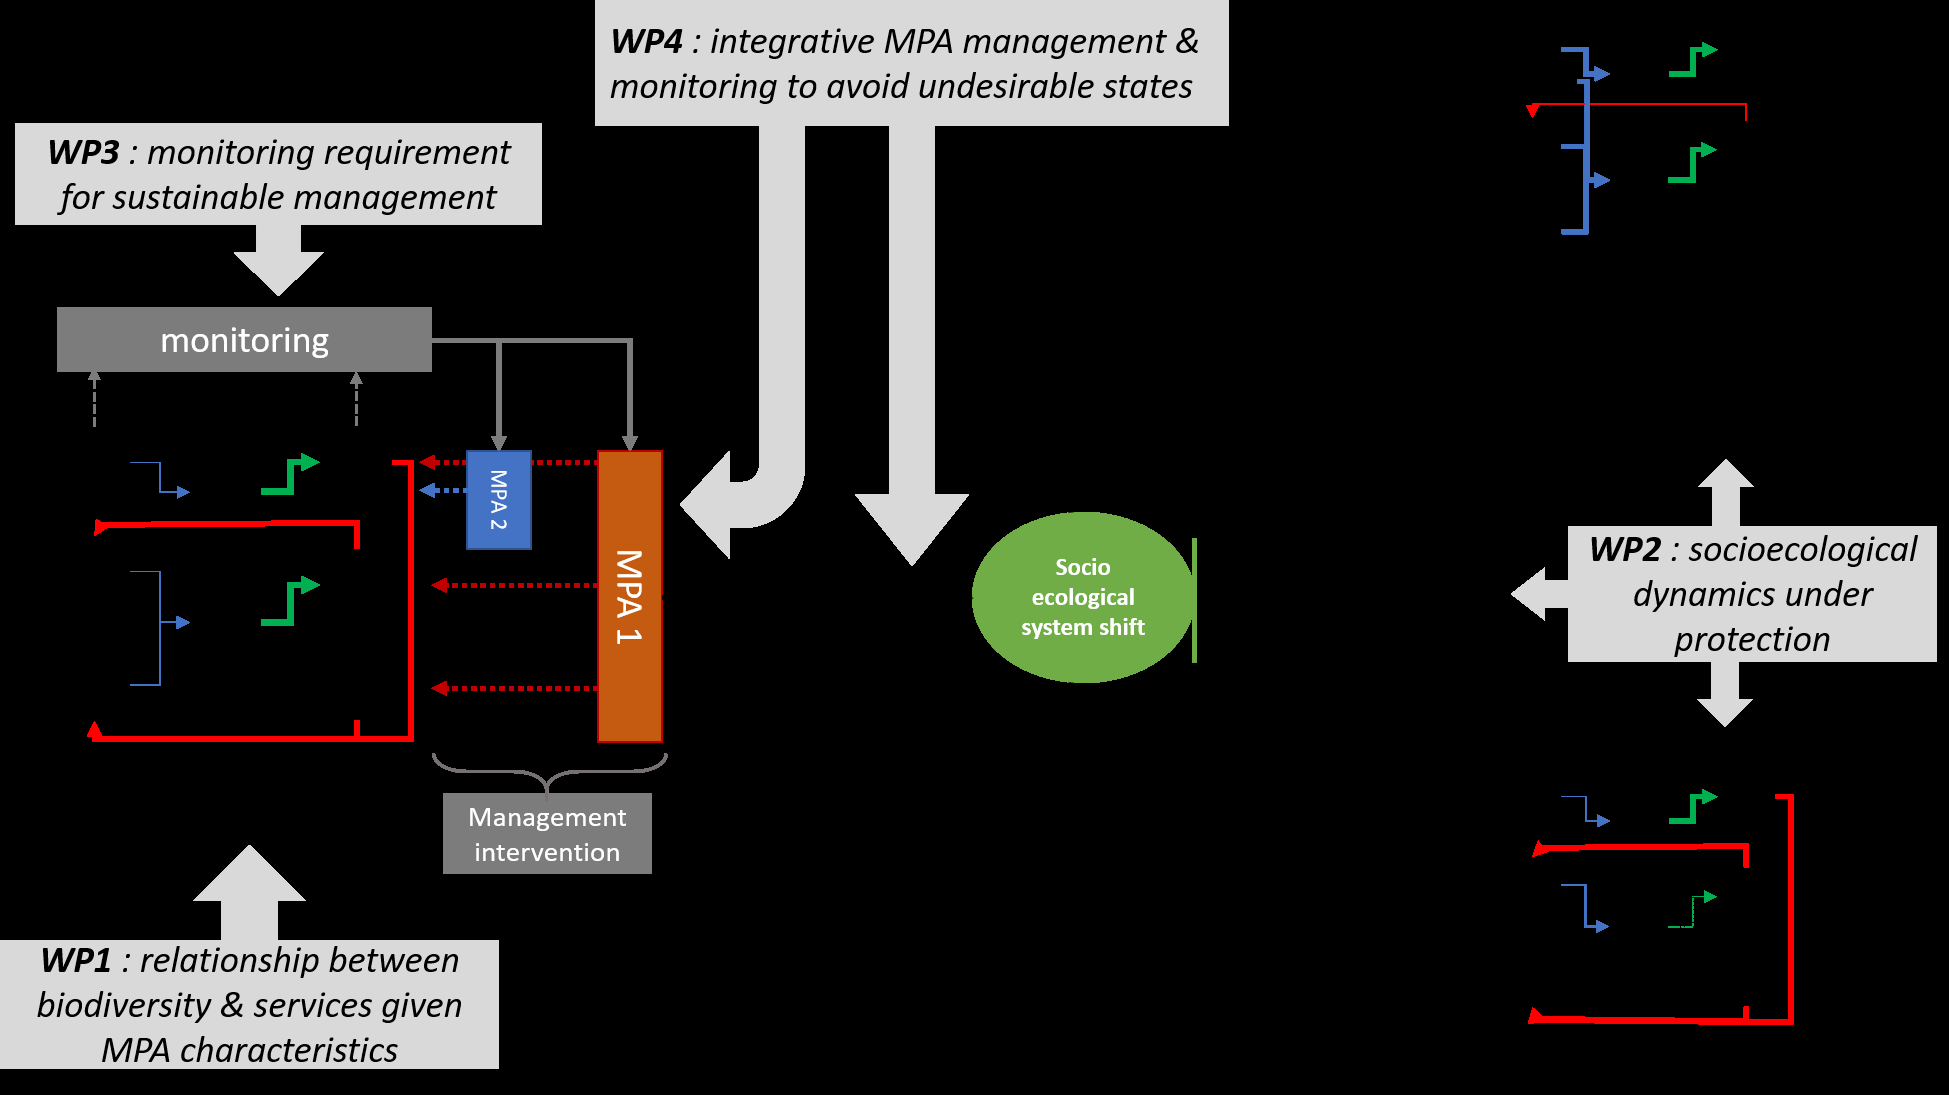 WP4 : integrative MPA management &
monitoring to avoid undesirable states
WP3 : monitoring requirement
for sustainable management
monitoring
MPA 2
MPA 1
Socio
ecological
system shift
WP2 : socioecological
dynamics under
protection
Management
intervention
WP1 : relationship between
biodiversity & services given
MPA characteristics